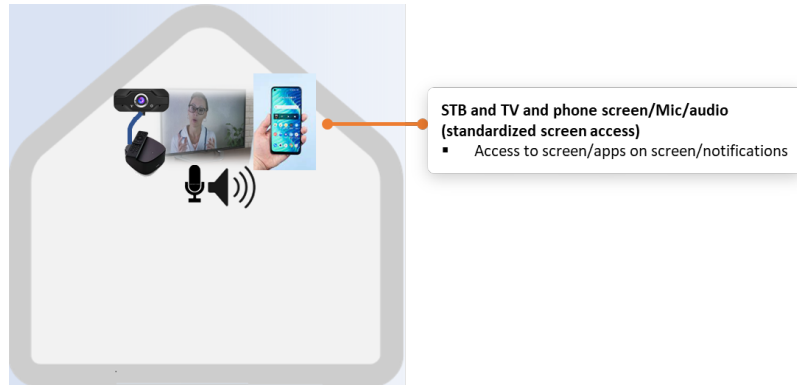 STB and TV and phone screen/Mic/audio
(standardized screen access)
▪ Access to screen/apps on screen/notifications